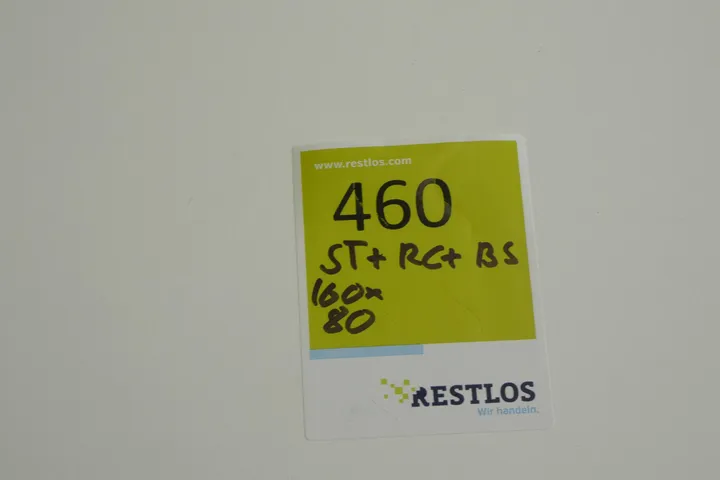 www.restlos.com
460
ST+ RC+ BS
160x
80
RESTLOS
Wir handeln.